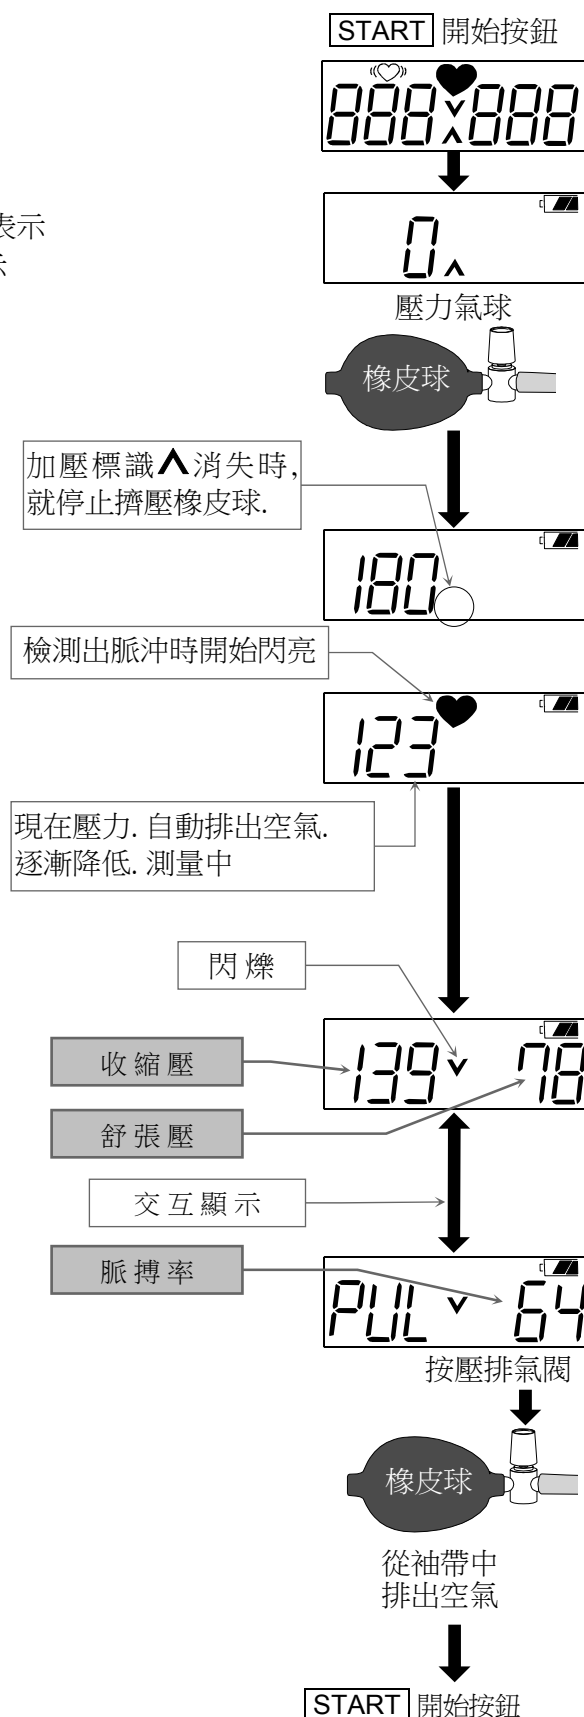 START 開始按鈕
888 888
表示
0
示
壓力氣球
橡皮球
加壓標識∧消失時,
就停止擠壓橡皮球.
180
檢測出脈沖時開始閃亮
123
現在壓力. 自動排出空氣.
逐漸降低. 測量中
閃爍
139 78
收縮壓
舒張壓
交互顯示
脈搏率
PUL 64
按壓排氣閥
橡皮球
從袖帶中
排出空氣
START 開始按鈕